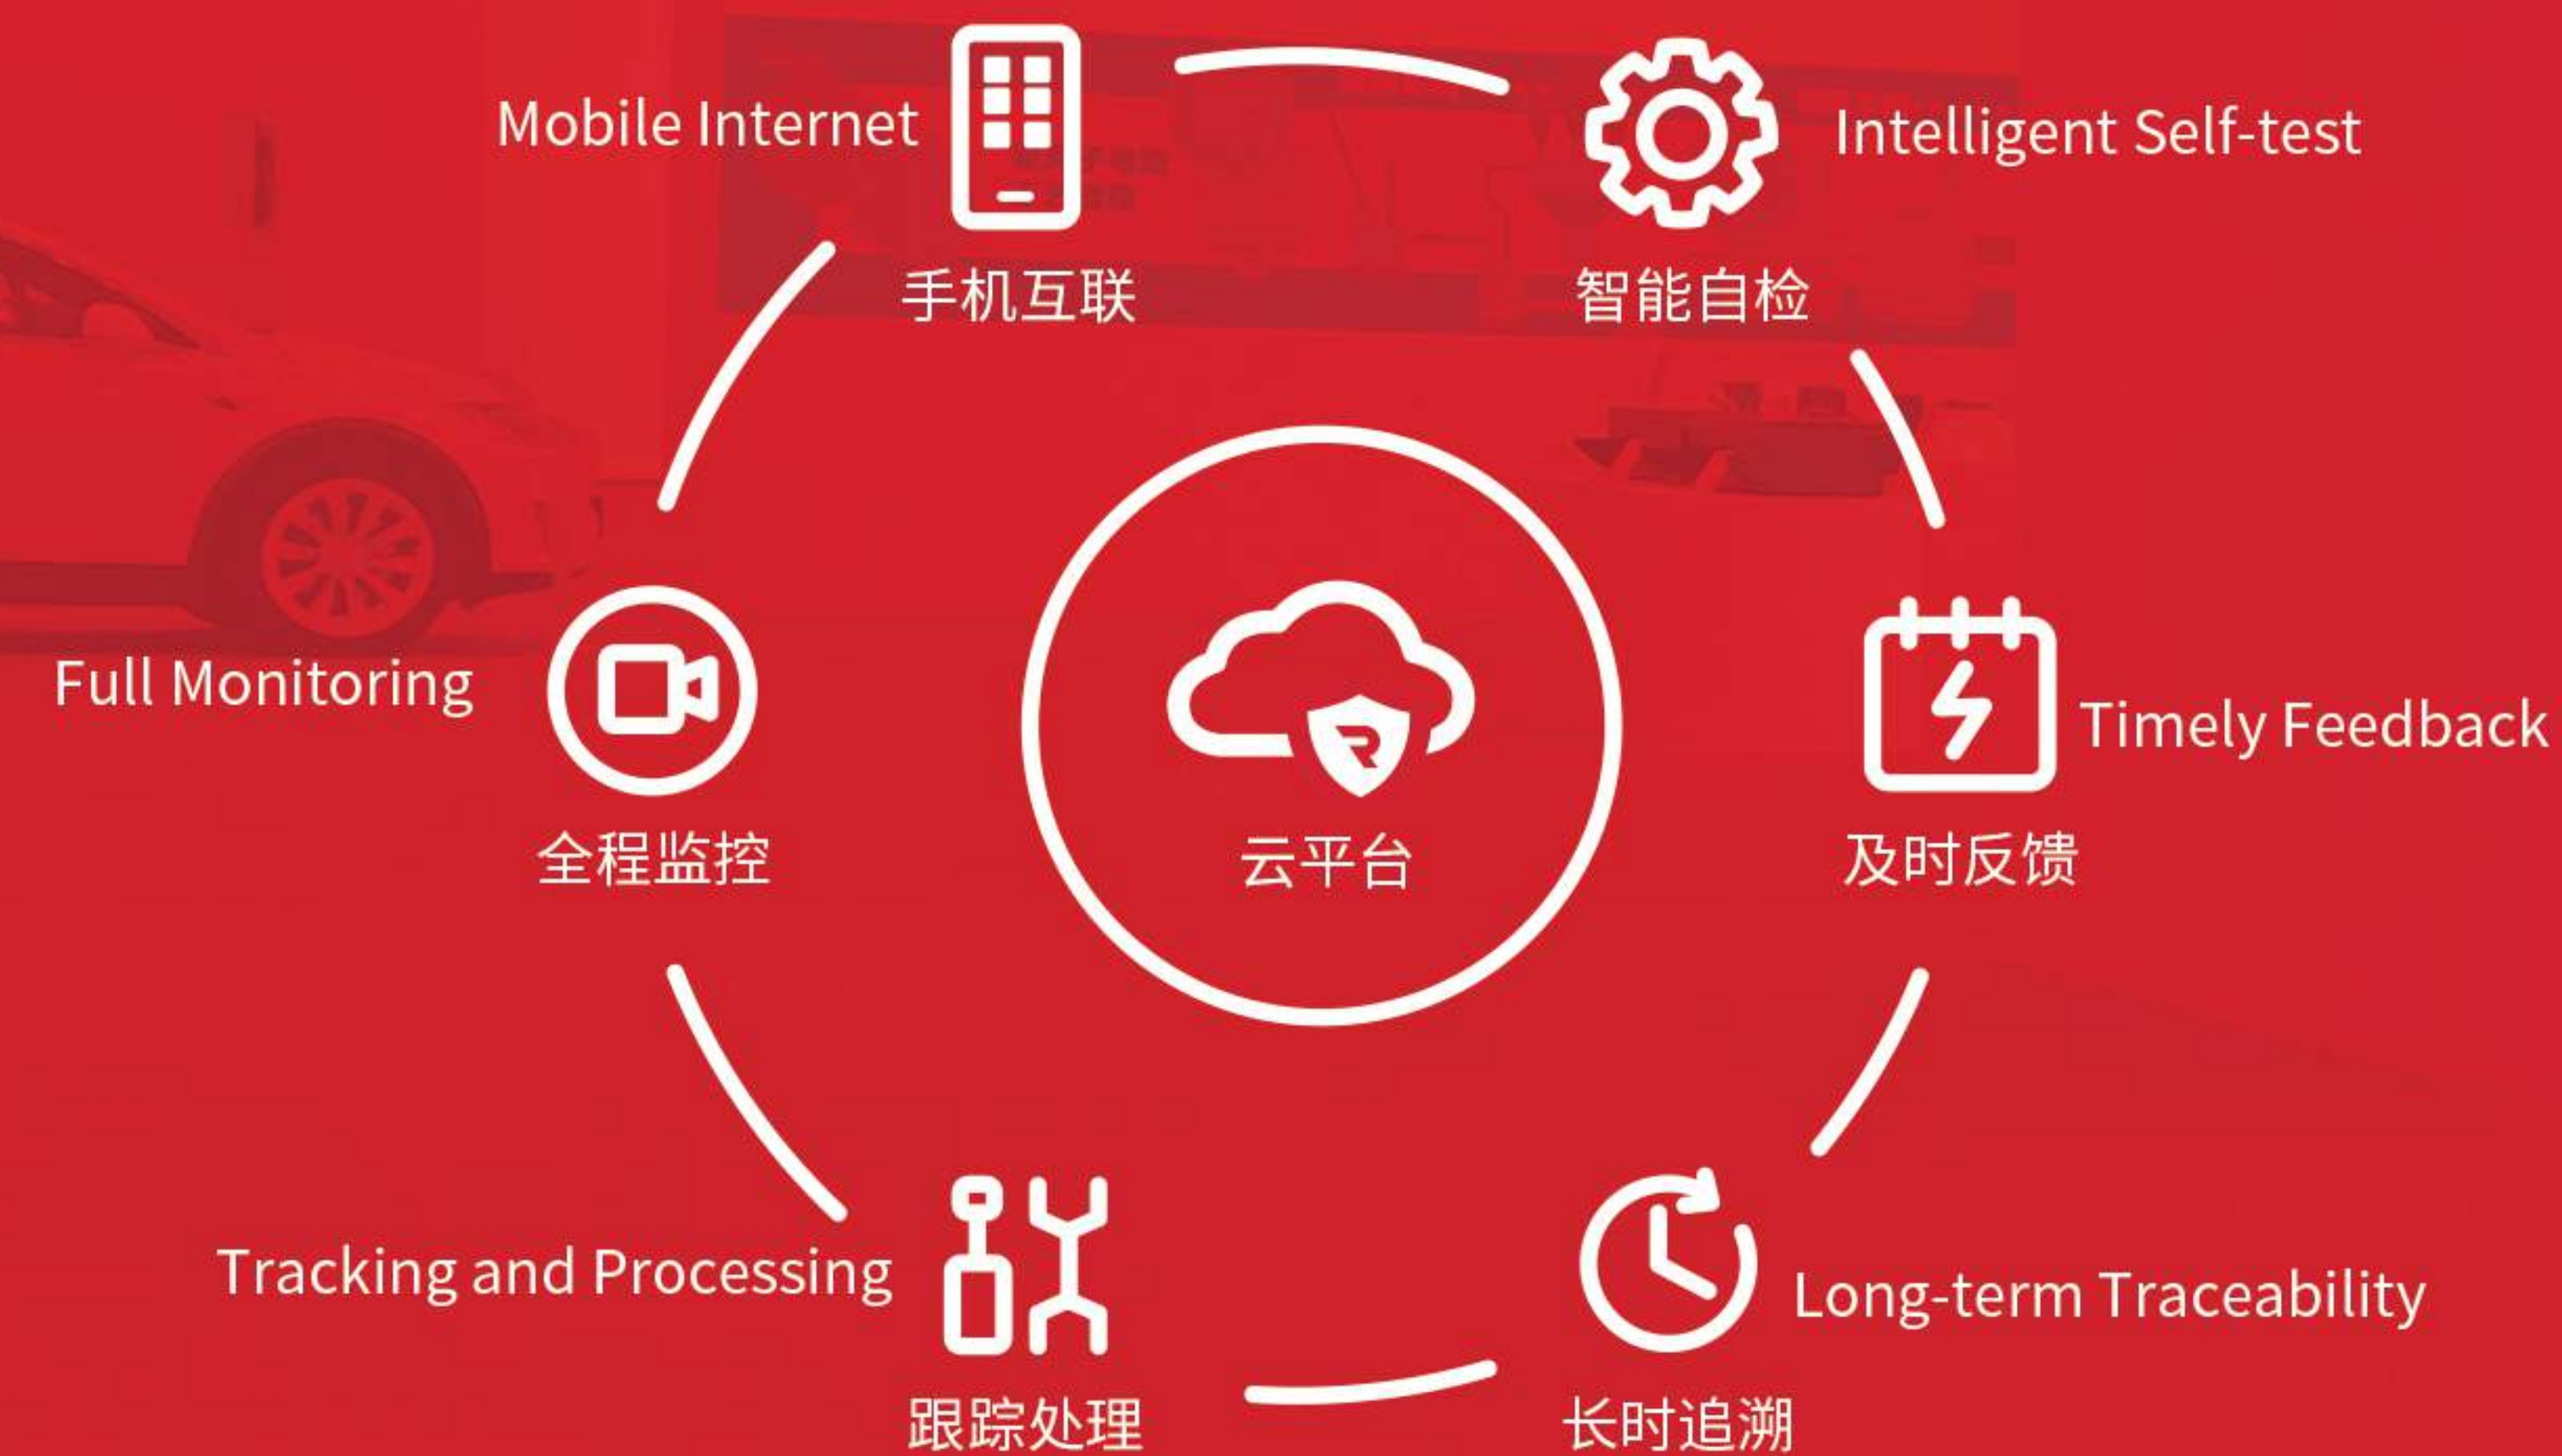 Mobile Internet
手机互联
Intelligent Self-test
智能自检
Full Monitoring
全程监控
云平台
Timely Feedback
及时反馈
Tracking and Processing
跟踪处理
Long-term Traceability
长时追溯